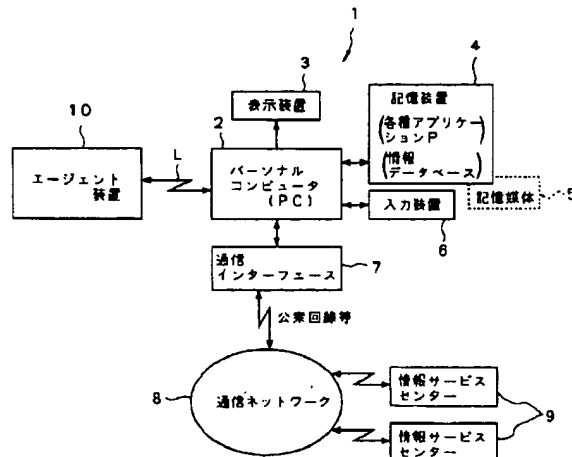 1
3
表示装置
4
記憶装置
(各種アプリケー
ションP)
(情報
データベース)
記憶媒体
5
10
エージェント
装置
L
2
パーソナル
コンピュータ
(PC)
入力装置
6
通信
インターフェース
7
公衆回線等
8
通信ネットワーク
情報サービス
センター
9
情報サービス
センター